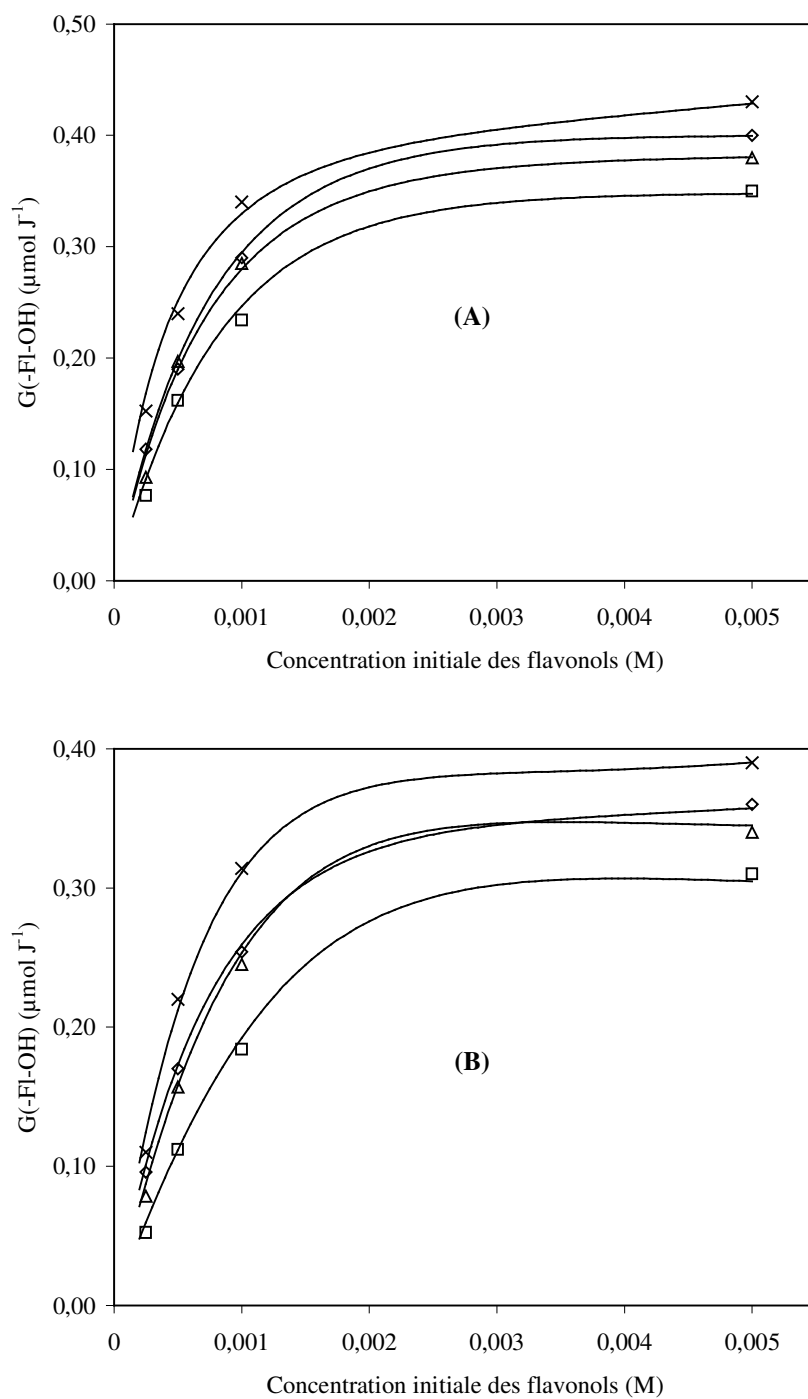 0,50
0,40
0,30
0,20
0,10
0,00
G(-Fl-OH) (µmol J⁻¹)
(A)
0 0,001 0,002 0,003 0,004 0,005
Concentration initiale des flavonols (M)
0,40
0,30
0,20
0,10
0,00
G(-Fl-OH) (µmol J⁻¹)
(B)
0 0,001 0,002 0,003 0,004 0,005
Concentration initiale des flavonols (M)